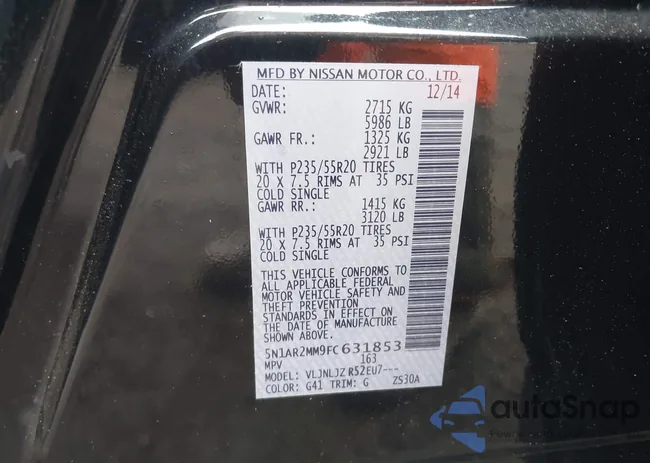 MFD BY NISSAN MOTOR CO., LTD.
DATE: 12/14
GVWR: 2715 KG
5986 LB
GAWR FR.: 1325 KG
2921 LB
WITH P235/55R20 TIRES
20 X 7.5 RIMS AT 35 PSI
COLD SINGLE
GAWR RR.: 1415 KG
3120 LB
WITH P235/55R20 TIRES
20 X 7.5 RIMS AT 35 PSI
COLD SINGLE
THIS VEHICLE CONFORMS TO
ALL APPLICABLE FEDERAL
MOTOR VEHICLE SAFETY AND
THEFT PREVENTION
STANDARDS IN EFFECT ON
THE DATE OF MANUFACTURE
SHOWN ABOVE.
5N1AR2MM9FC631853
MPV 163
MODEL: VLJNLJZ R52EU7---
COLOR: G41 TRIM: G ZS30A
autoSnap